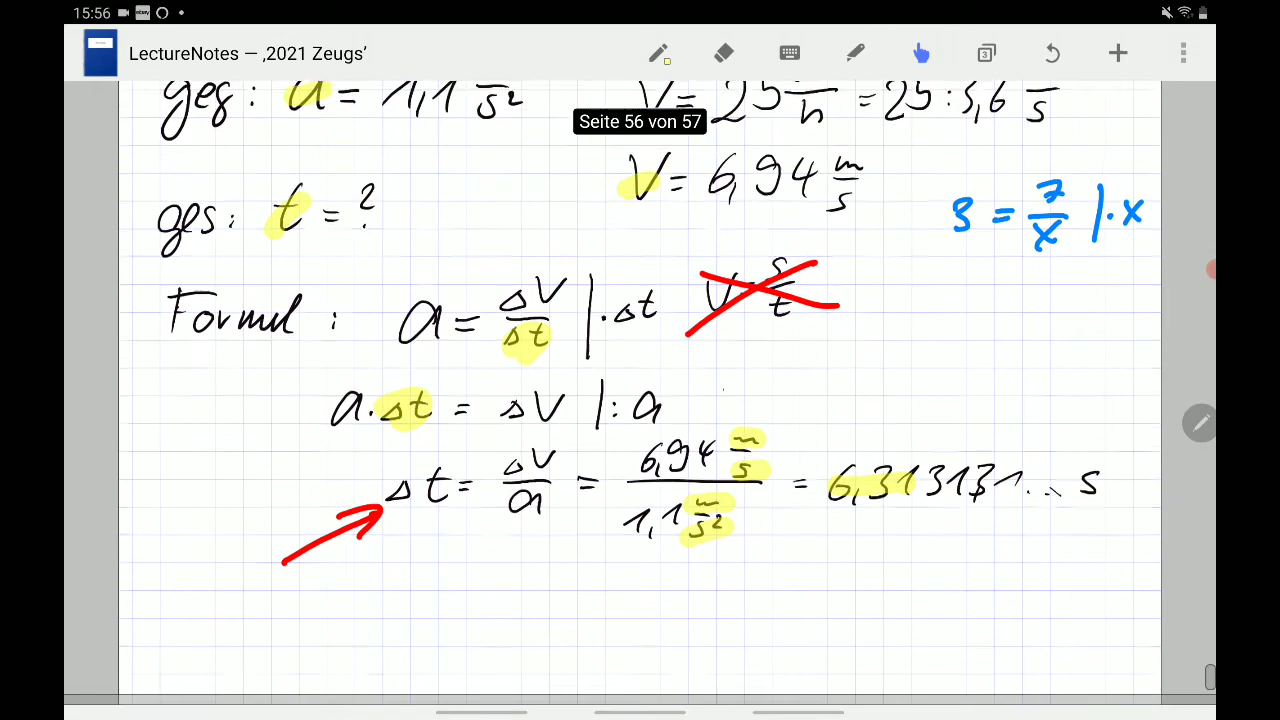 15:56
LectureNotes — ‚2021 Zeugs‘
3
geg: a = 1,1 — s²
V = 25 — h = 25 : 3,6 — s
Seite 56 von 57
V = 6,94 m/s
ges: t = ?
3 = 7/x | · x
Formel : a = ΔV/Δt | · Δt
V = s/t
a · Δt = ΔV | : a
Δt = ΔV/a = 6,94 m/s / 1,1 m/s² = 6,313131... s